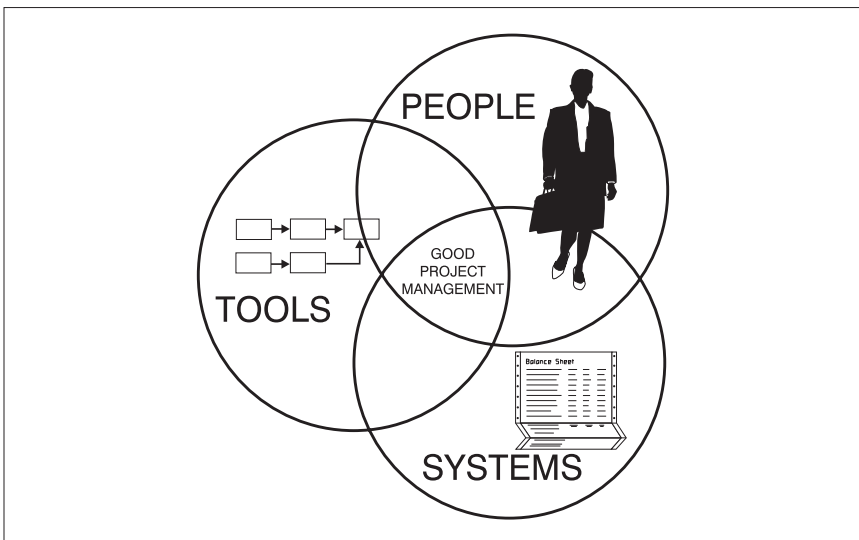 PEOPLE
GOOD
PROJECT
MANAGEMENT
TOOLS
Balance Sheet
SYSTEMS